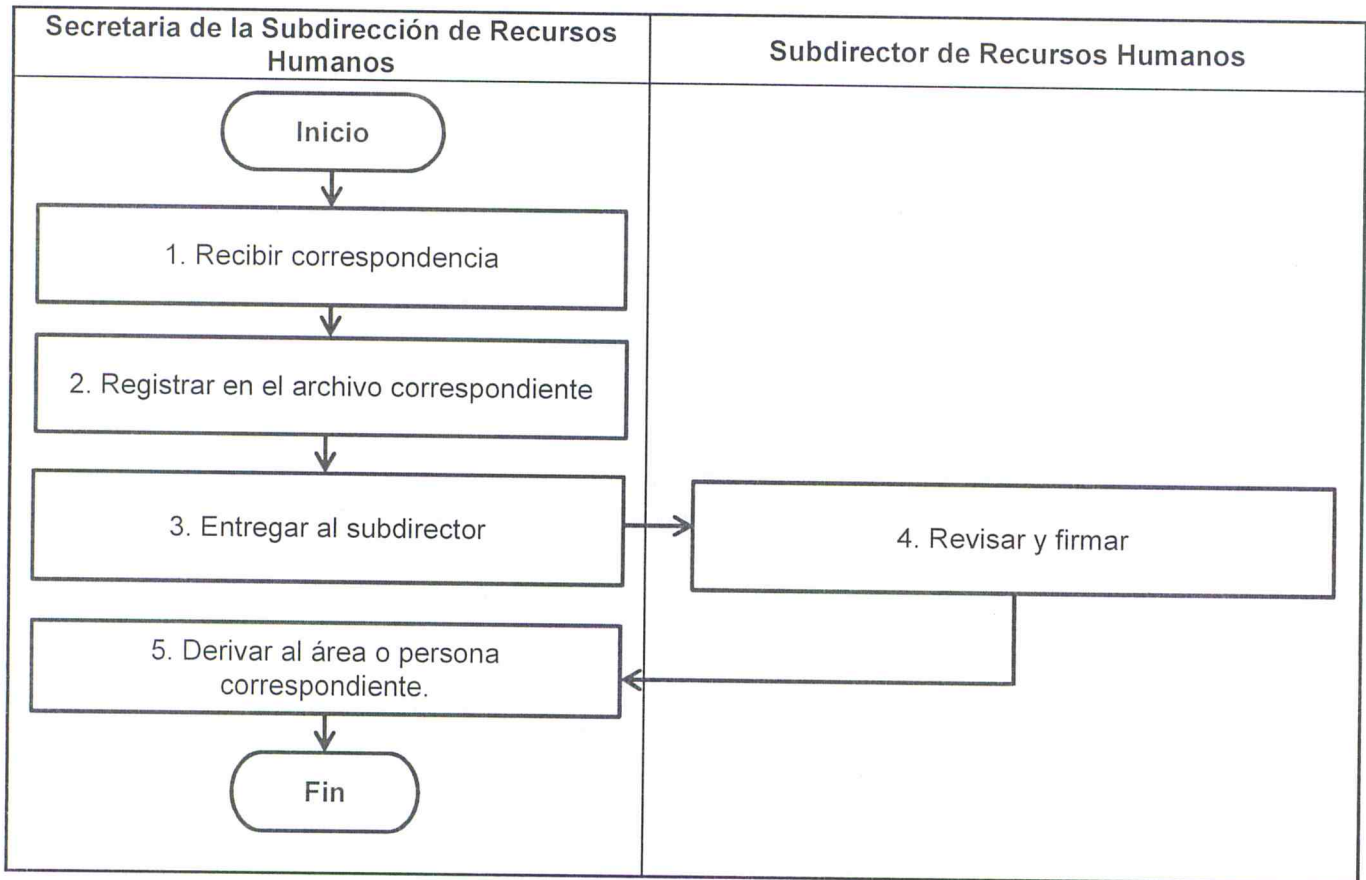 Secretaria de la Subdirección de Recursos
Humanos
Subdirector de Recursos Humanos
Inicio
1. Recibir correspondencia
2. Registrar en el archivo correspondiente
3. Entregar al subdirector
4. Revisar y firmar
5. Derivar al área o persona
correspondiente.
Fin